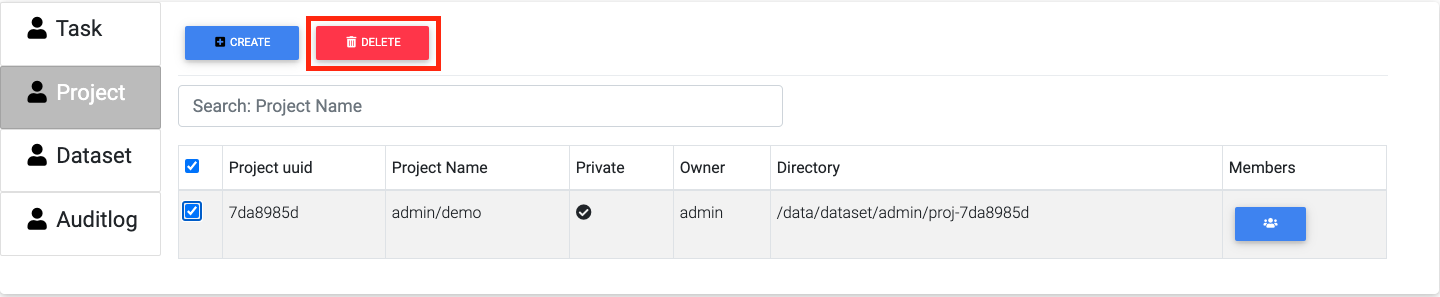 Task
Project
Dataset
Auditlog
CREATE DELETE
Search: Project Name
Project uuid Project Name Private Owner Directory Members
7da8985d admin/demo admin /data/dataset/admin/proj-7da8985d